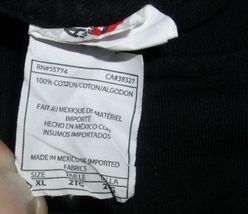 RN#55774 CA#38327
100% COTTON/COTON/ALGODON
FAIT AU MEXIQUE DE MATÉRIEL
IMPORTÉ
HECHO EN MÉXICO CON
INSUMOS IMPORTADOS
MADE IN MEXICO OF IMPORTED
FABRICS
SIZE TAILLE
XL